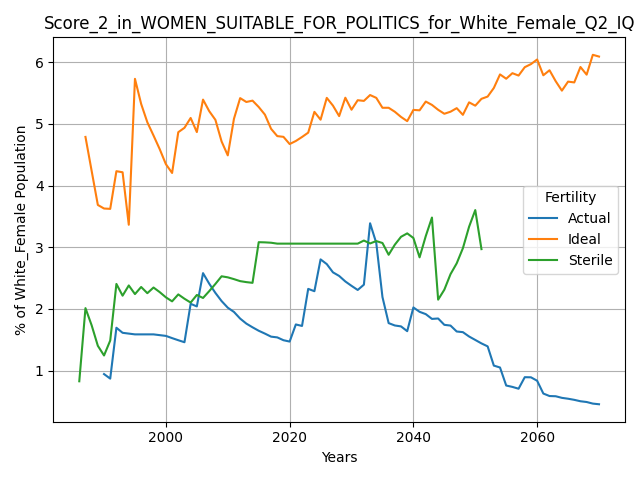 Score_2_in_WOMEN_SUITABLE_FOR_POLITICS_for_White_Female_Q2_IQ
% of White_Female Population
6
5
4
3
2
1
Fertility
Actual
Ideal
Sterile
2000 2020 2040 2060
Years